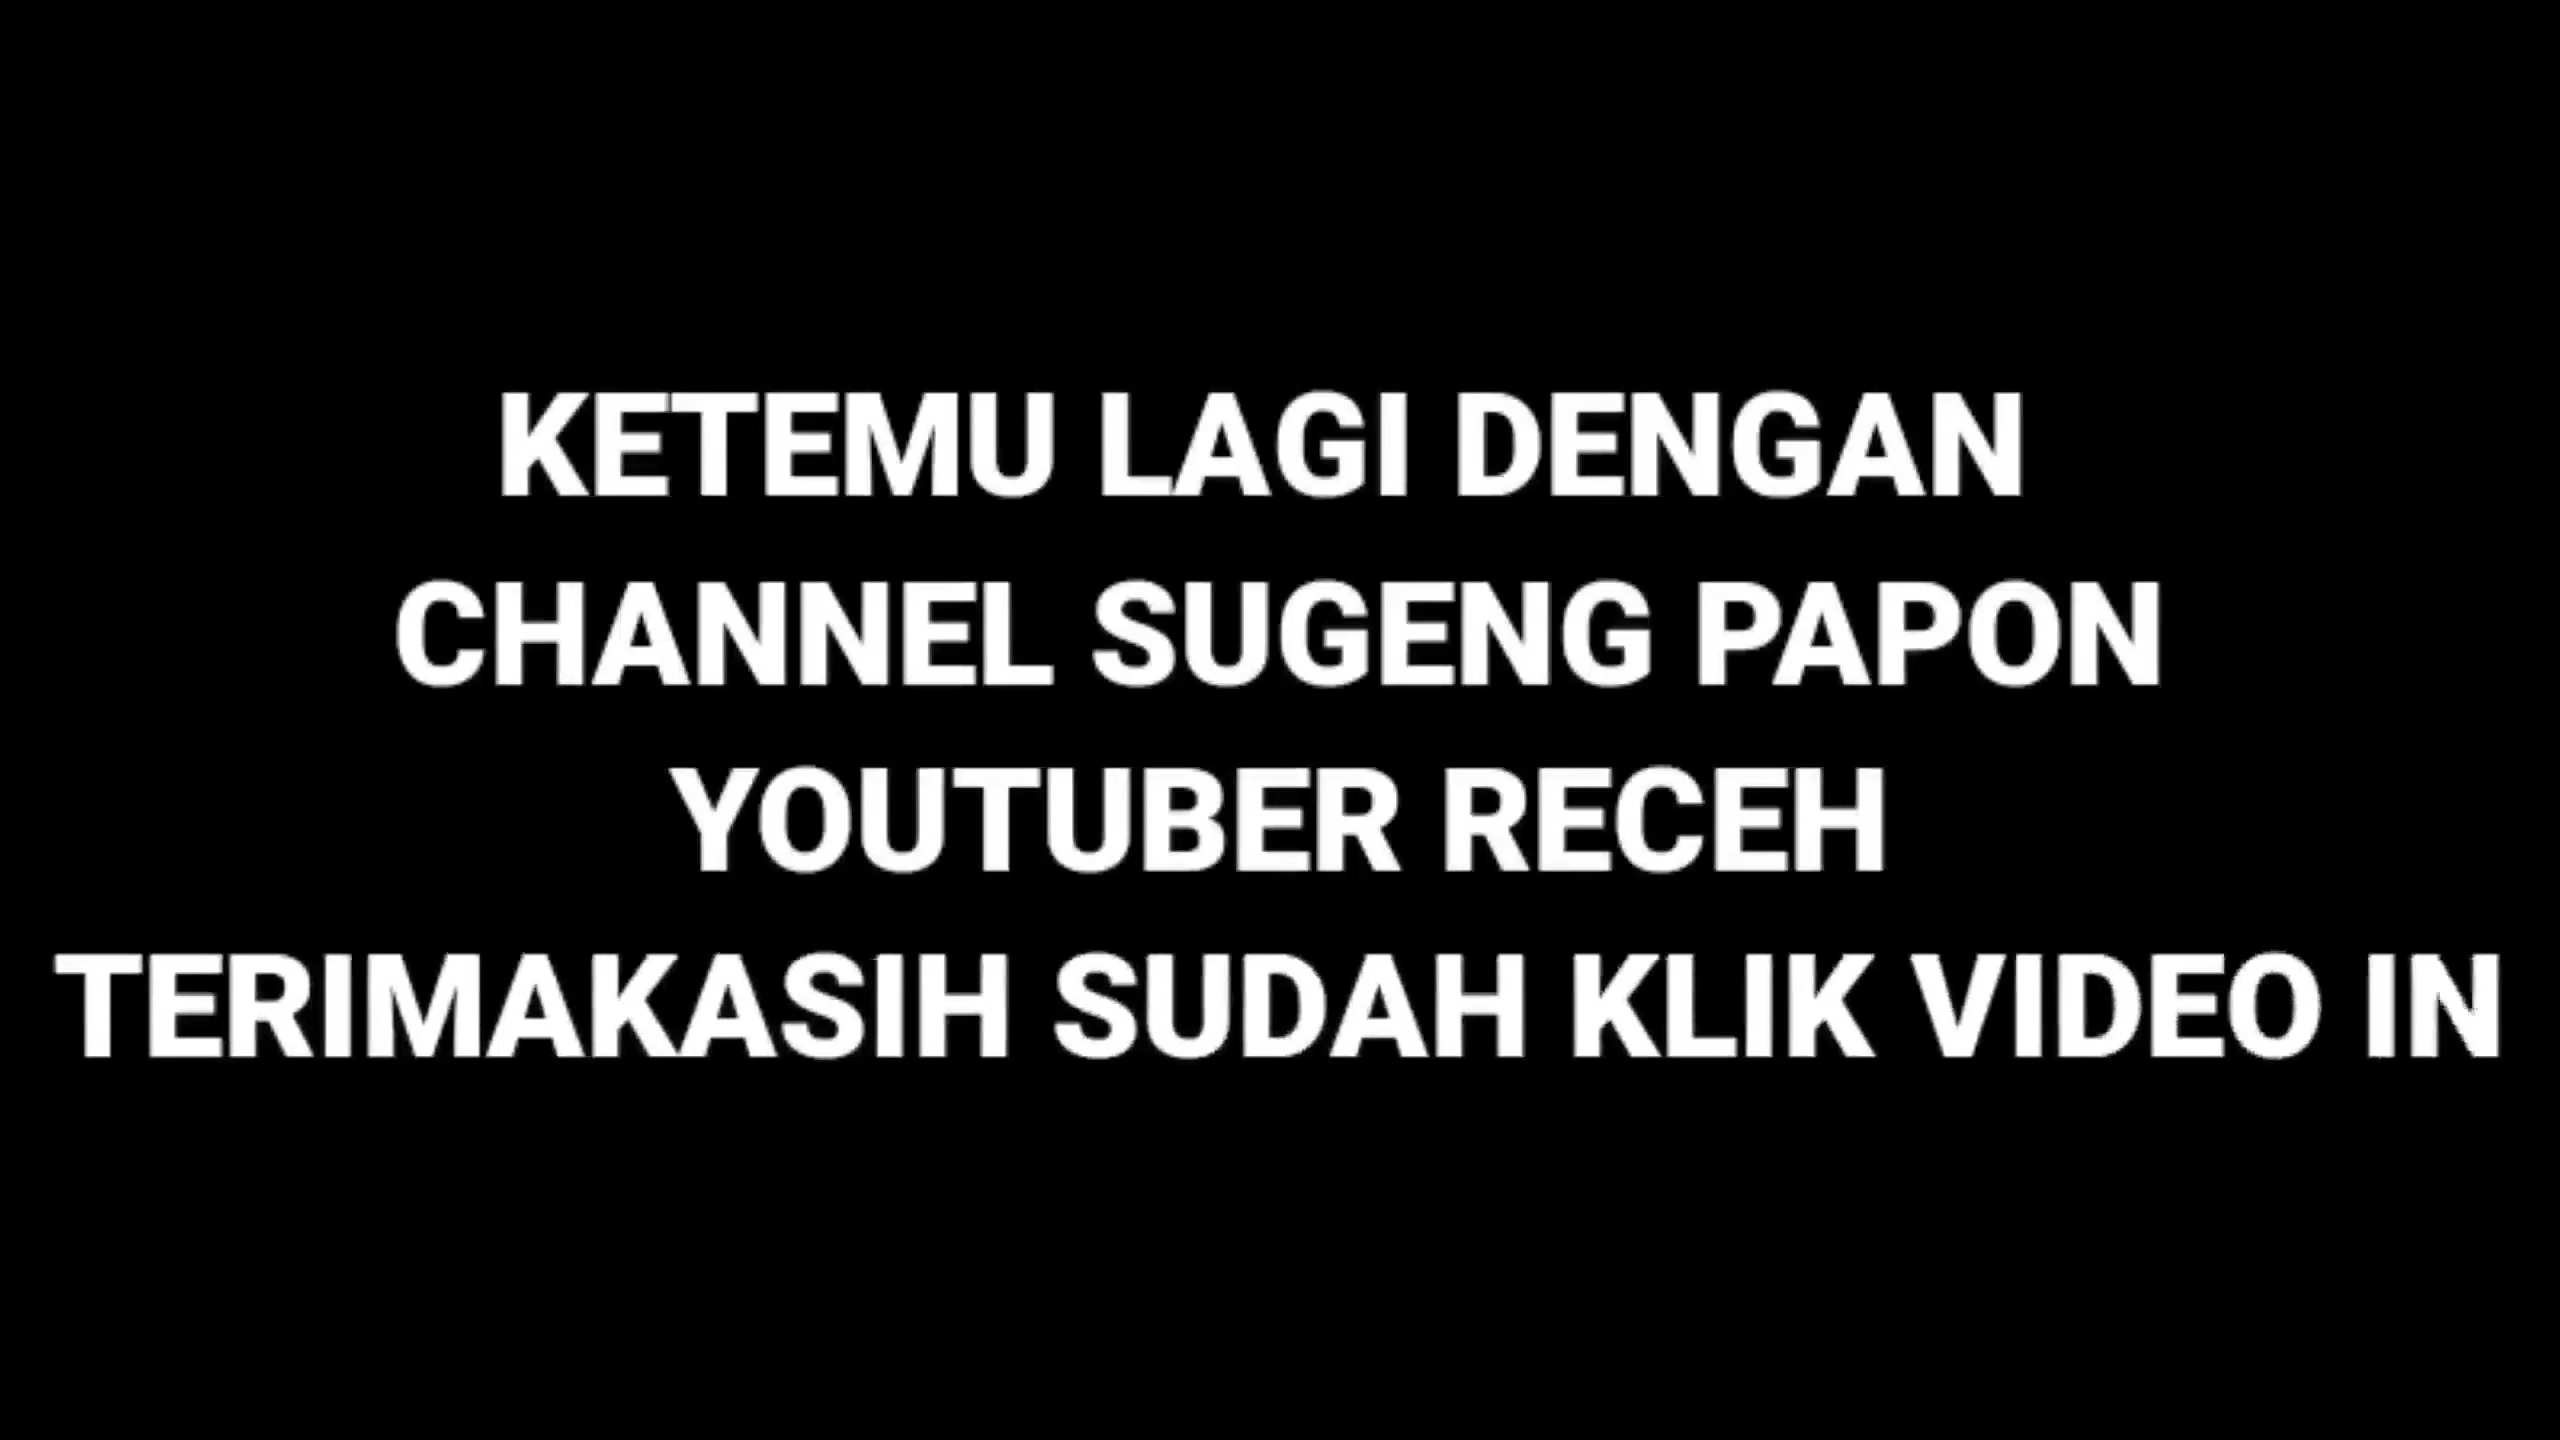 KETEMU LAGI DENGAN
CHANNEL SUGENG PAPON
YOUTUBER RECEH
TERIMAKASIH SUDAH KLIK VIDEO IN